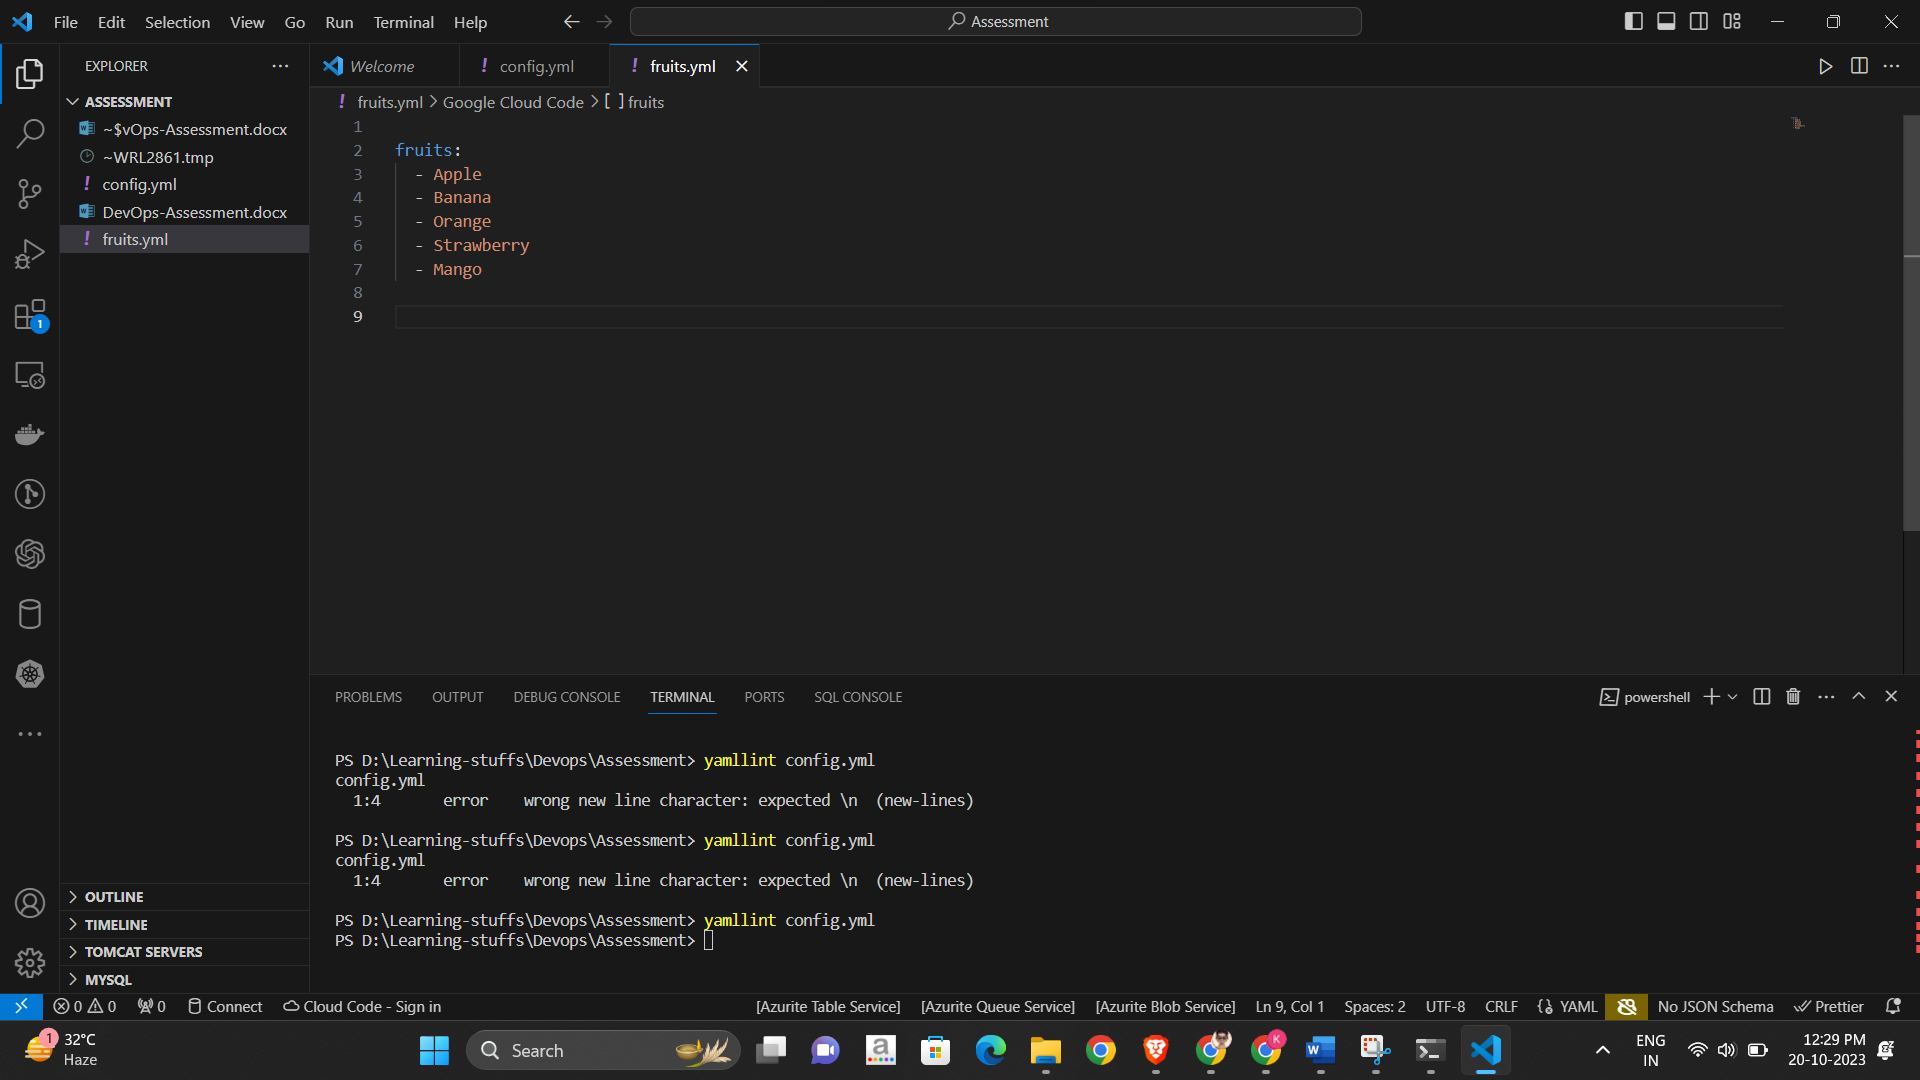 File Edit Selection View Go Run Terminal Help
Assessment
EXPLORER
Welcome
config.yml
fruits.yml
ASSESSMENT
~$vOps-Assessment.docx
~WRL2861.tmp
config.yml
DevOps-Assessment.docx
fruits.yml
fruits.yml > Google Cloud Code > [ ] fruits
1
2 fruits:
3 - Apple
4 - Banana
5 - Orange
6 - Strawberry
7 - Mango
8
9
1
OUTLINE
TIMELINE
TOMCAT SERVERS
MYSQL
PROBLEMS OUTPUT DEBUG CONSOLE TERMINAL PORTS SQL CONSOLE
powershell
PS D:\Learning-stuffs\Devops\Assessment> yamllint config.yml
config.yml
1:4 error wrong new line character: expected \n (new-lines)
PS D:\Learning-stuffs\Devops\Assessment> yamllint config.yml
config.yml
1:4 error wrong new line character: expected \n (new-lines)
PS D:\Learning-stuffs\Devops\Assessment> yamllint config.yml
PS D:\Learning-stuffs\Devops\Assessment>
0 0 0 Connect Cloud Code - Sign in
[Azurite Table Service] [Azurite Queue Service] [Azurite Blob Service] Ln 9, Col 1 Spaces: 2 UTF-8 CRLF YAML No JSON Schema Prettier
1
32°C
Haze
Search
a
K
ENG
IN
12:29 PM
20-10-2023